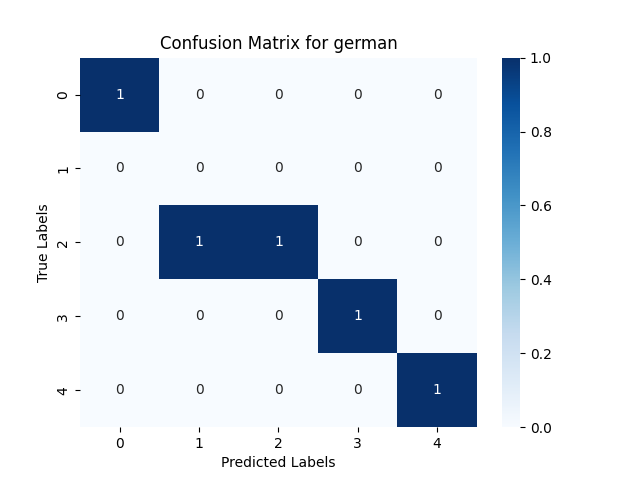 Confusion Matrix for german
True Labels
0 1 0 0 0 0
1 0 0 0 0 0
2 0 1 1 0 0
3 0 0 0 1 0
4 0 0 0 0 1
0 1 2 3 4
Predicted Labels
1.0
0.8
0.6
0.4
0.2
0.0